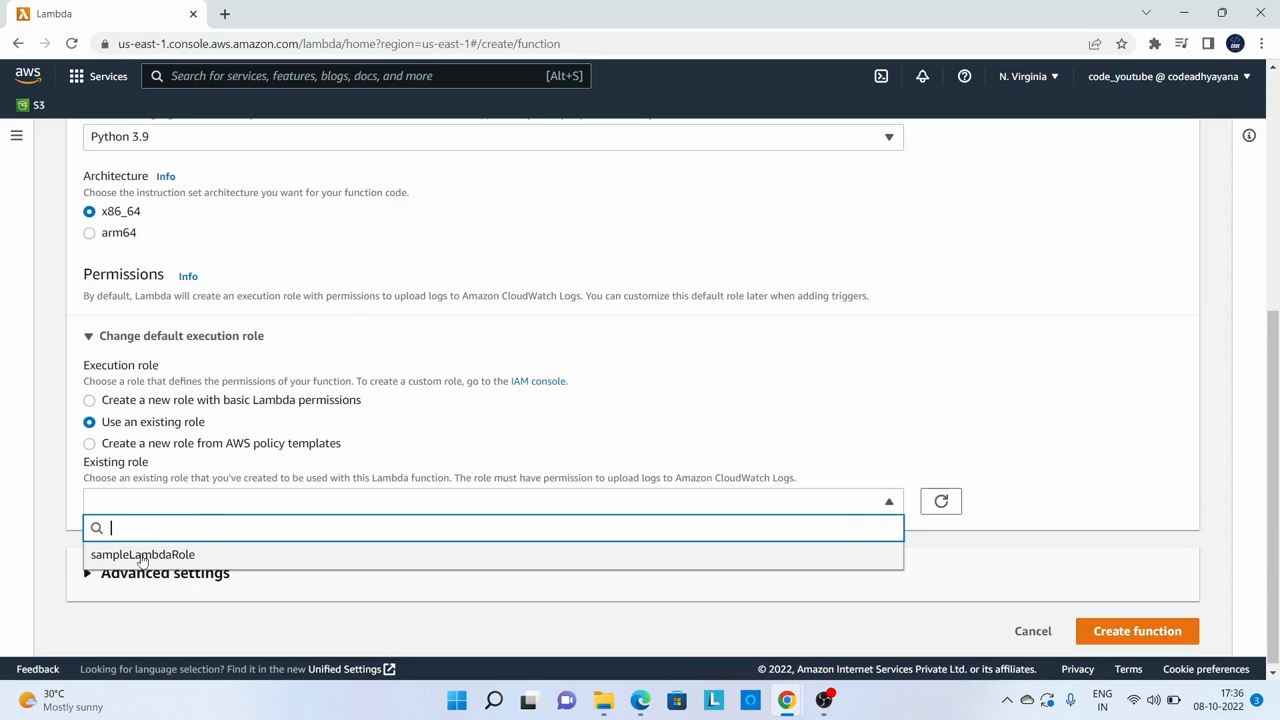 Lambda
us-east-1.console.aws.amazon.com/lambda/home?region=us-east-1#/create/function
aws
Services
Search for services, features, blogs, docs, and more
[Alt+S]
N. Virginia
code_youtube @ codeadhyayana
S3
Python 3.9
Architecture Info
Choose the instruction set architecture you want for your function code.
x86_64
arm64
Permissions Info
By default, Lambda will create an execution role with permissions to upload logs to Amazon CloudWatch Logs. You can customize this default role later when adding triggers.
Change default execution role
Execution role
Choose a role that defines the permissions of your function. To create a custom role, go to the IAM console.
Create a new role with basic Lambda permissions
Use an existing role
Create a new role from AWS policy templates
Existing role
Choose an existing role that you've created to be used with this Lambda function. The role must have permission to upload logs to Amazon CloudWatch Logs.
sampleLambdaRole
Advanced settings
Cancel
Create function
Feedback
Looking for language selection? Find it in the new Unified Settings
© 2022, Amazon Internet Services Private Ltd. or its affiliates.
Privacy
Terms
Cookie preferences
30°C
Mostly sunny
ENG
IN
17:36
08-10-2022
3